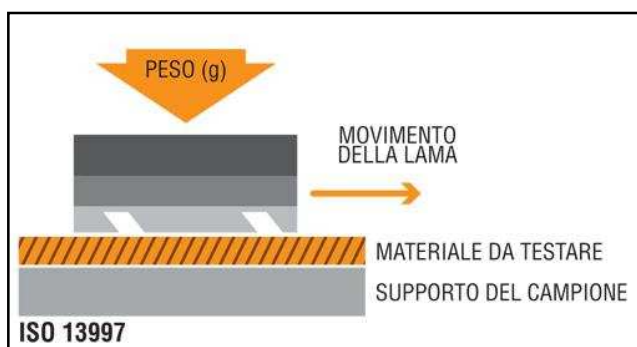 PESO (g)
MOVIMENTO
DELLA LAMA
MATERIALE DA TESTARE
SUPPORTO DEL CAMPIONE
ISO 13997